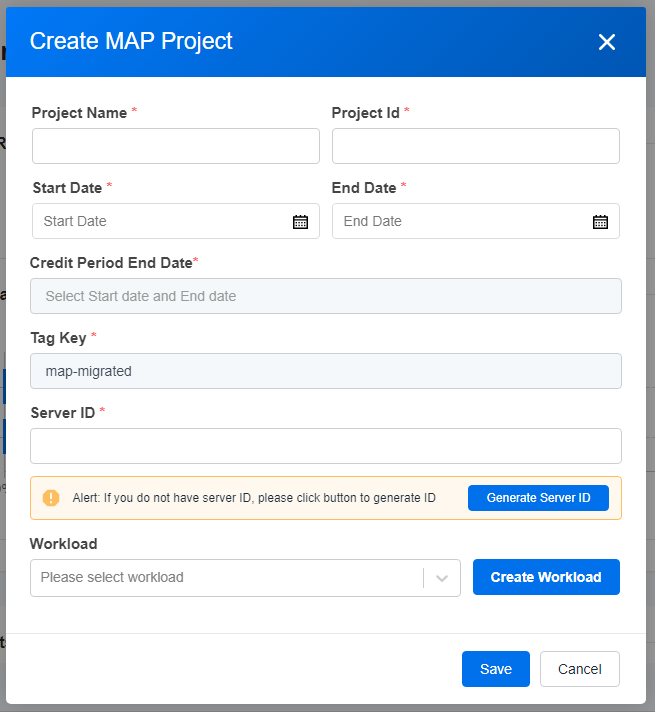 Create MAP Project
Project Name * Project Id *
Start Date * End Date *
Start Date End Date
Credit Period End Date*
Select Start date and End date
Tag Key *
map-migrated
Server ID *
Alert: If you do not have server ID, please click button to generate ID Generate Server ID
Workload
Please select workload Create Workload
Save Cancel